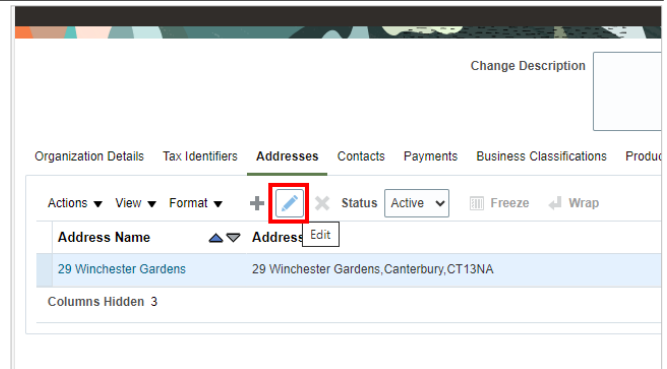 Change Description
Organization Details Tax Identifiers Addresses Contacts Payments Business Classifications Produc
Actions View Format Status Active Freeze Wrap
Address Name Address
Edit
29 Winchester Gardens 29 Winchester Gardens,Canterbury,CT13NA
Columns Hidden 3